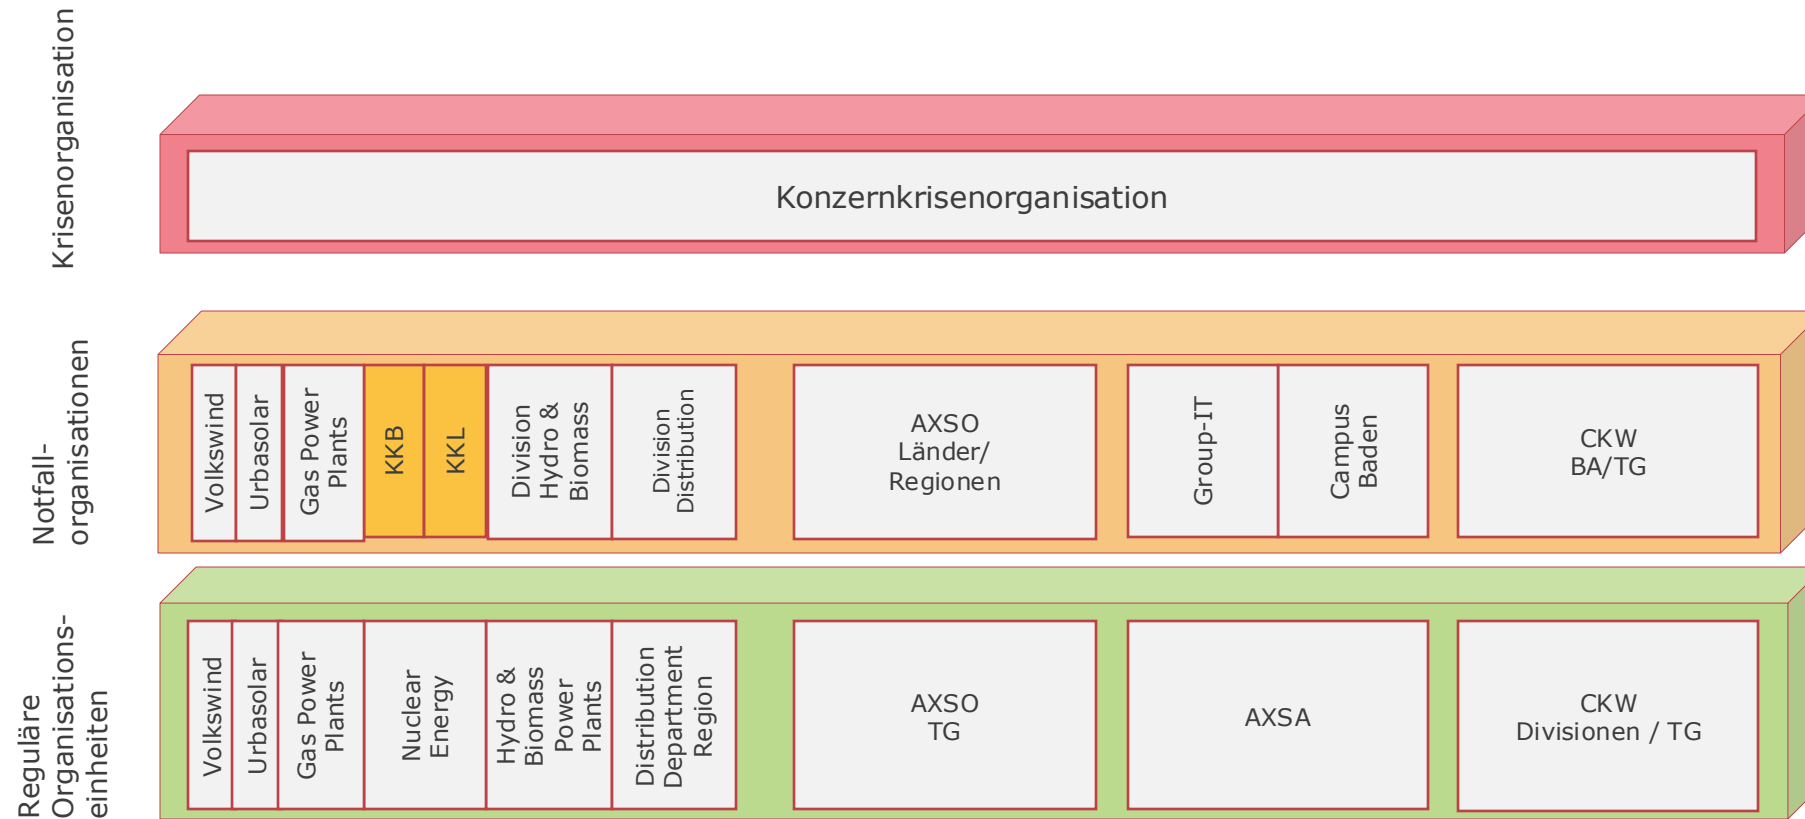 Krisenorganisation
Konzernkrisenorganisation
Notfall-
organisationen
Volkswind
Urbasolar
Gas Power
Plants
KKB
KKL
Division
Hydro &
Biomass
Division
Distribution
AXSO
Länder/
Regionen
Group-IT
Campus
Baden
CKW
BA/TG
Reguläre
Organisations-
einheiten
Volkswind
Urbasolar
Gas Power
Plants
Nuclear
Energy
Hydro &
Biomass
Power
Plants
Distribution
Department
Region
AXSO
TG
AXSA
CKW
Divisionen / TG